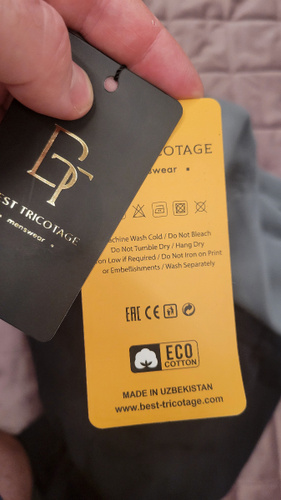 BT
BEST TRICOTAGE
menswear
TRICOTAGE
menswear
Machine Wash Cold / Do Not Bleach
Do Not Tumble Dry / Hang Dry
Iron Low if Required / Do Not Iron on Print
or Embellishments / Wash Separately
EAC CE
ECO
COTTON
MADE IN UZBEKISTAN
www.best-tricotage.com